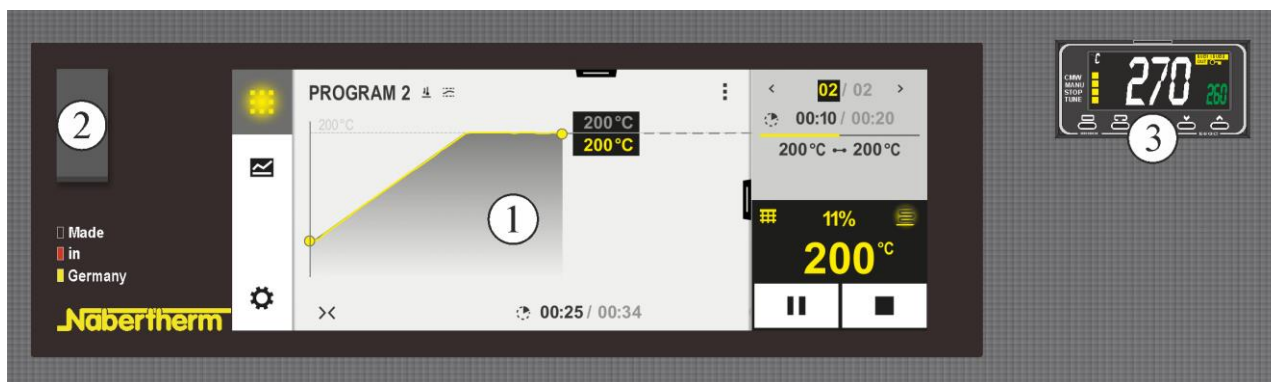 2
Made
in
Germany
Nabertherm
PROGRAM 2
200°C
200°C
200°C
1
00:25 / 00:34
< 02 / 02 >
00:10 / 00:20
200°C 200°C
11%
200°C
C
270
260
CMW
MANU
STOP
TUNE
3